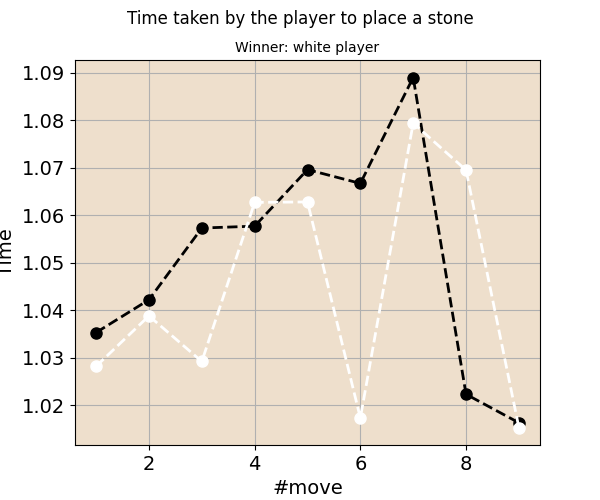 Time taken by the player to place a stone
Winner: white player
1.09
1.08
1.07
1.06
1.05
1.04
1.03
1.02
Time
2 4 6 8
#move